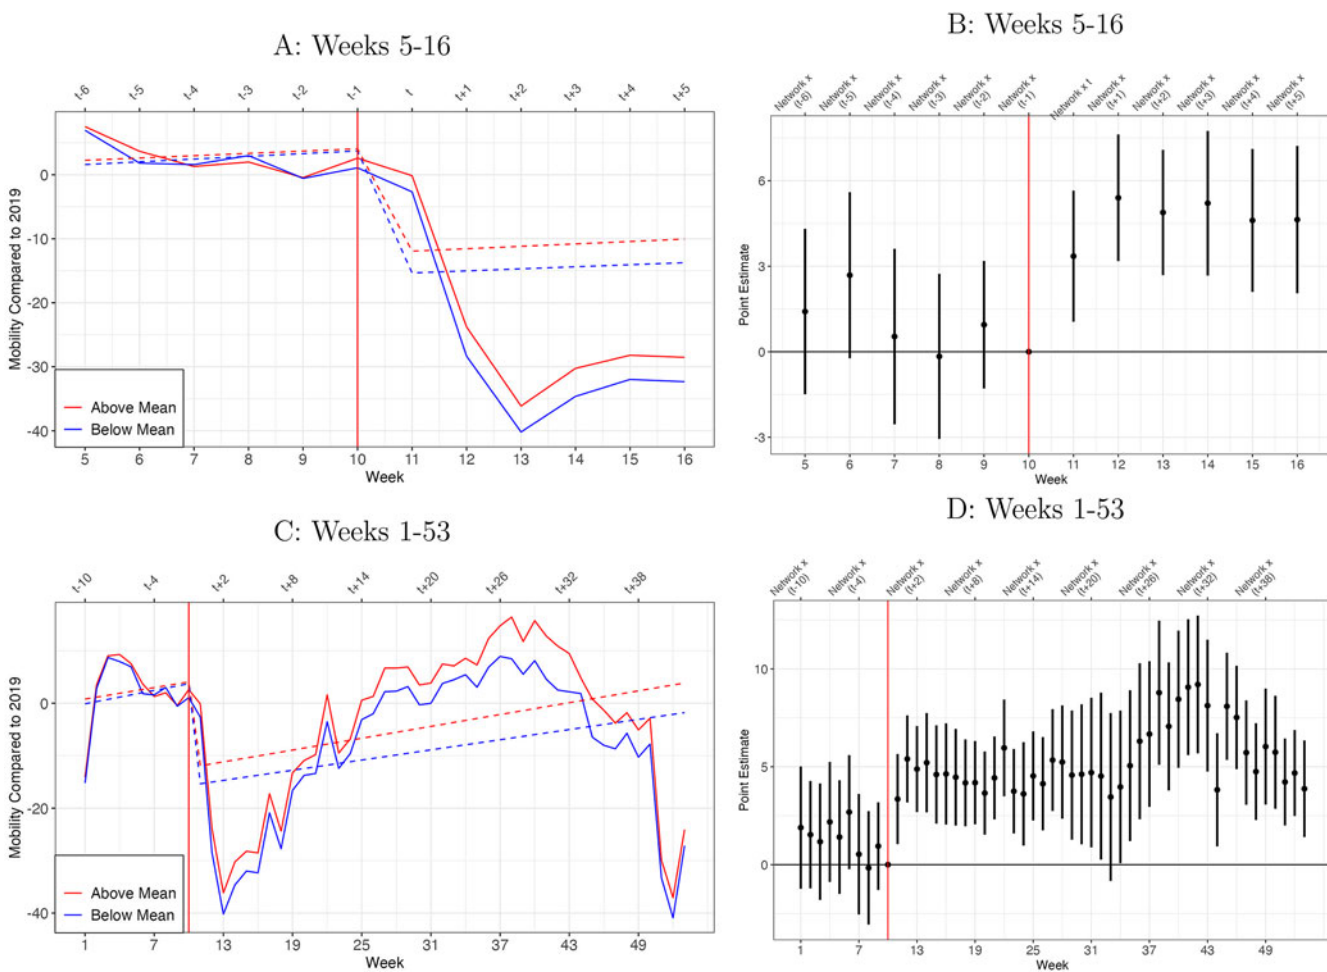 A: Weeks 5-16
t-6 t-5 t-4 t-3 t-2 t-1 t t+1 t+2 t+3 t+4 t+5
Mobility Compared to 2019
0
-10
-20
-30
-40
Above Mean
Below Mean
5 6 7 8 9 10 11 12 13 14 15 16
Week
B: Weeks 5-16
Network x (t-6)
Network x (t-5)
Network x (t-4)
Network x (t-3)
Network x (t-2)
Network x (t-1)
Network x t
Network x (t+1)
Network x (t+2)
Network x (t+3)
Network x (t+4)
Network x (t+5)
Point Estimate
6
3
0
-3
5 6 7 8 9 10 11 12 13 14 15 16
Week
C: Weeks 1-53
t-10 t-4 t+2 t+8 t+14 t+20 t+26 t+32 t+38
Mobility Compared to 2019
0
-20
-40
Above Mean
Below Mean
1 7 13 19 25 31 37 43 49
Week
D: Weeks 1-53
Network x (t-10)
Network x (t-4)
Network x (t+2)
Network x (t+8)
Network x (t+14)
Network x (t+20)
Network x (t+26)
Network x (t+32)
Network x (t+38)
Point Estimate
10
5
0
1 7 13 19 25 31 37 43 49
Week